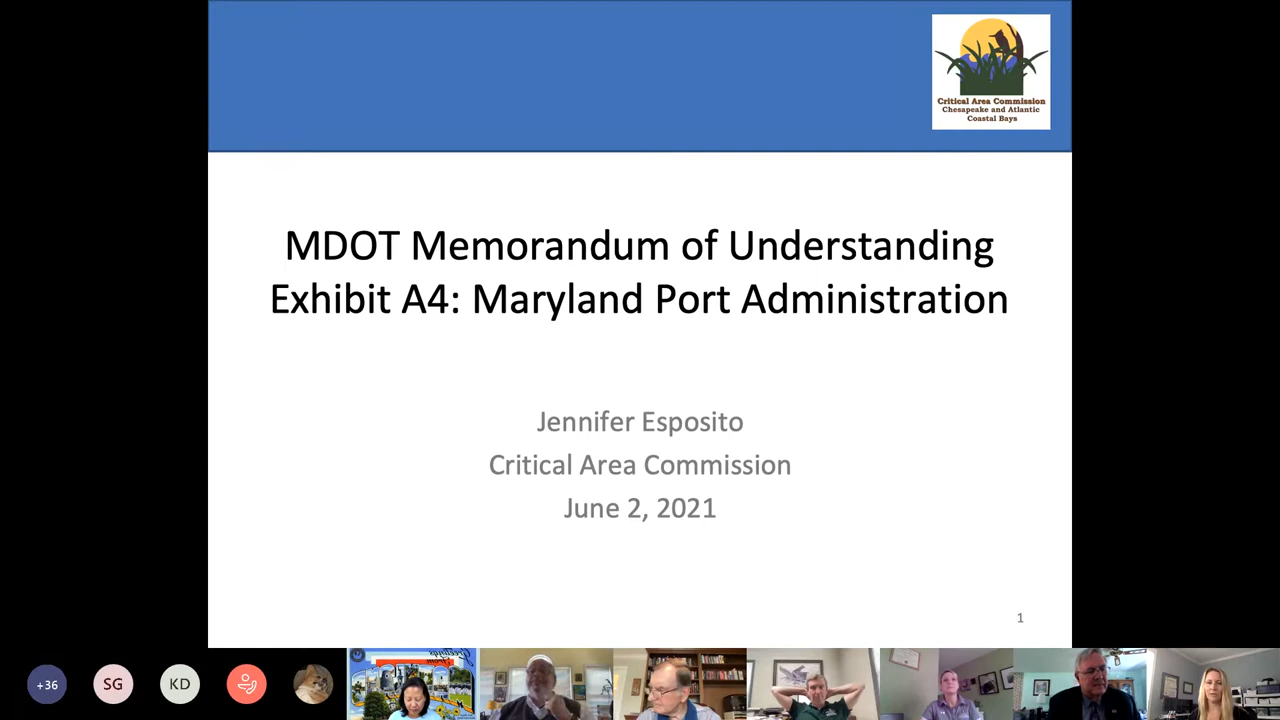 Critical Area Commission
Chesapeake and Atlantic
Coastal Bays
MDOT Memorandum of Understanding
Exhibit A4: Maryland Port Administration
Jennifer Esposito
Critical Area Commission
June 2, 2021
1
+36
SG
KD